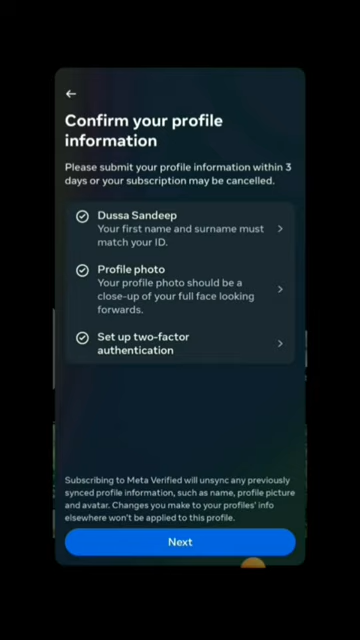 Confirm your profile
information
Please submit your profile information within 3
days or your subscription may be cancelled.
Dussa Sandeep
Your first name and surname must
match your ID.
Profile photo
Your profile photo should be a
close-up of your full face looking
forwards.
Set up two-factor
authentication
Subscribing to Meta Verified will unsync any previously
synced profile information, such as name, profile picture
and avatar. Changes you make to your profiles' info
elsewhere won't be applied to this profile.
Next